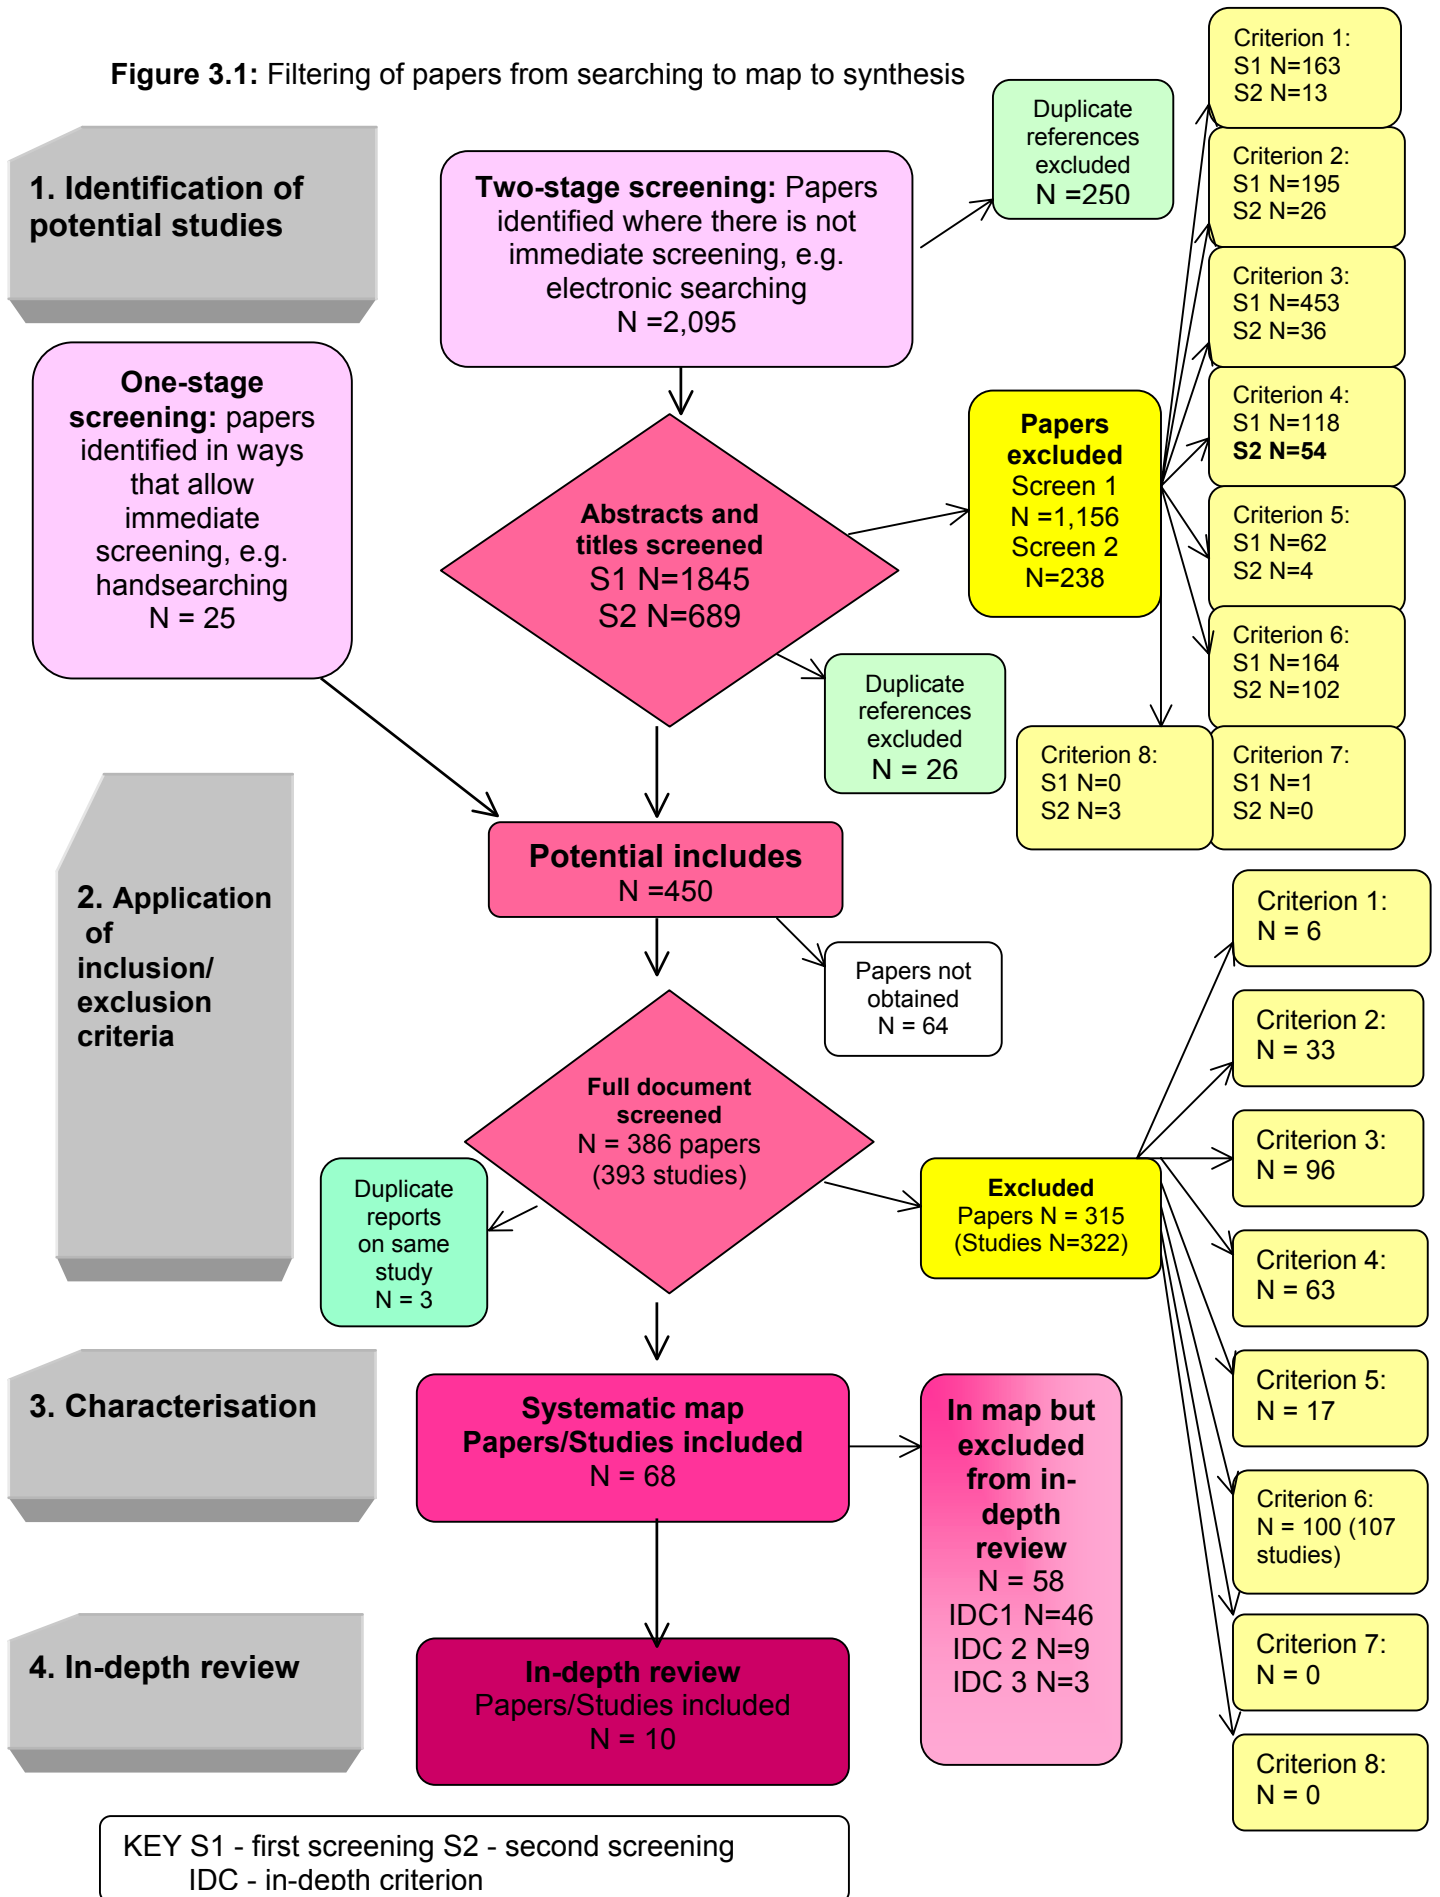 Figure 3.1: Filtering of papers from searching to map to synthesis
1. Identification of
potential studies
Two-stage screening: Papers
identified where there is not
immediate screening, e.g.
electronic searching
N =2,095
Duplicate
references
excluded
N =250
Criterion 1:
S1 N=163
S2 N=13
Criterion 2:
S1 N=195
S2 N=26
Criterion 3:
S1 N=453
S2 N=36
Criterion 4:
S1 N=118
S2 N=54
Criterion 5:
S1 N=62
S2 N=4
Criterion 6:
S1 N=164
S2 N=102
Criterion 8:
S1 N=0
S2 N=3
Criterion 7:
S1 N=1
S2 N=0
One-stage
screening: papers
identified in ways
that allow
immediate
screening, e.g.
handsearching
N = 25
Abstracts and
titles screened
S1 N=1845
S2 N=689
Papers
excluded
Screen 1
N =1,156
Screen 2
N=238
Duplicate
references
excluded
N = 26
2. Application
of
inclusion/
exclusion
criteria
Potential includes
N =450
Papers not
obtained
N = 64
Full document
screened
N = 386 papers
(393 studies)
Duplicate
reports
on same
study
N = 3
Excluded
Papers N = 315
(Studies N=322)
Criterion 1:
N = 6
Criterion 2:
N = 33
Criterion 3:
N = 96
Criterion 4:
N = 63
Criterion 5:
N = 17
Criterion 6:
N = 100 (107
studies)
Criterion 7:
N = 0
Criterion 8:
N = 0
3. Characterisation
Systematic map
Papers/Studies included
N = 68
In map but
excluded
from in-
depth
review
N = 58
IDC1 N=46
IDC 2 N=9
IDC 3 N=3
4. In-depth review
In-depth review
Papers/Studies included
N = 10
KEY S1 - first screening S2 - second screening
IDC - in-depth criterion